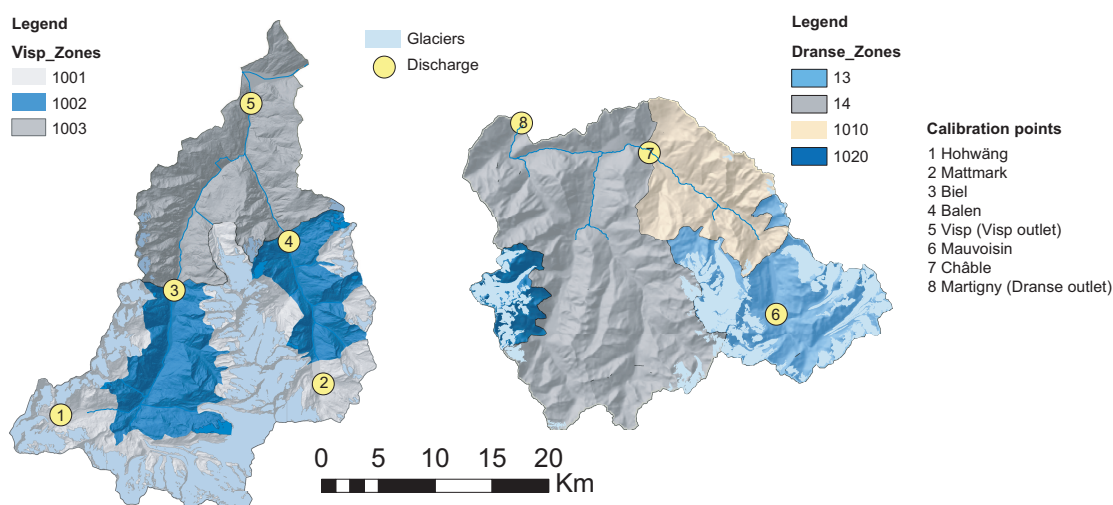 Legend
Visp_Zones
1001
1002
1003
Glaciers
Discharge
Legend
Dranse_Zones
13
14
1010
1020
Calibration points
1 Hohwäng
2 Mattmark
3 Biel
4 Balen
5 Visp (Visp outlet)
6 Mauvoisin
7 Châble
8 Martigny (Dranse outlet)
5
4
3
2
1
8
7
6
0 5 10 15 20
Km